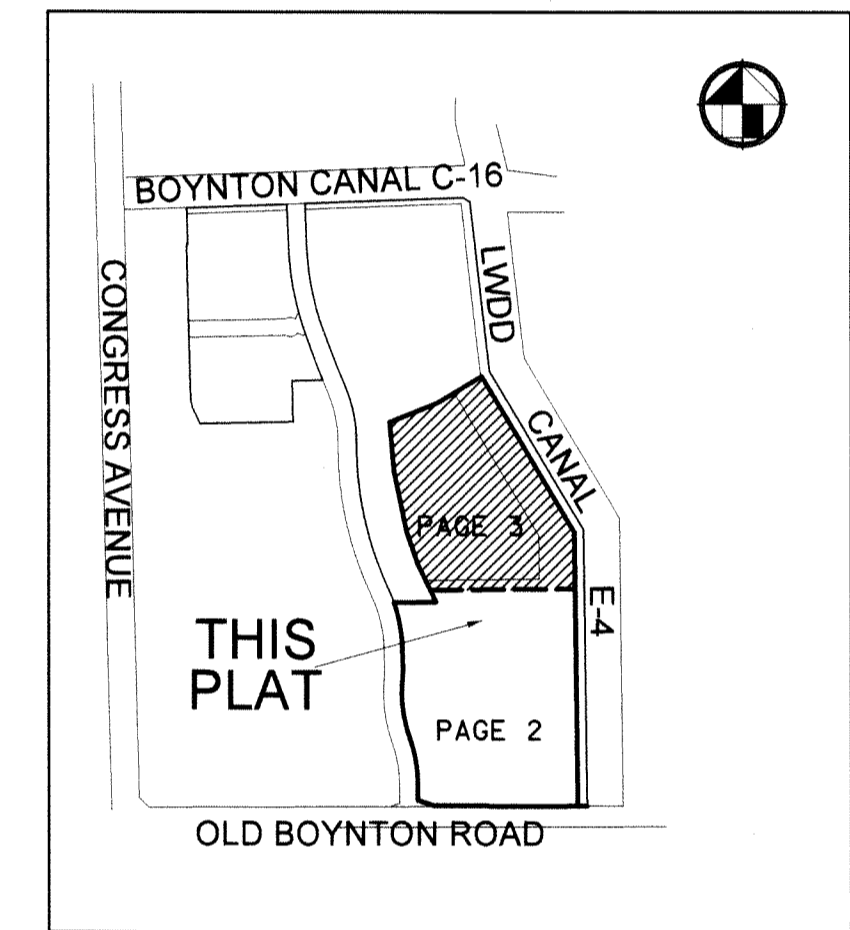 BOYNTON CANAL C-16
LWDD
CANAL
E-4
CONGRESS AVENUE
PAGE 3
THIS
PLAT
PAGE 2
OLD BOYNTON ROAD